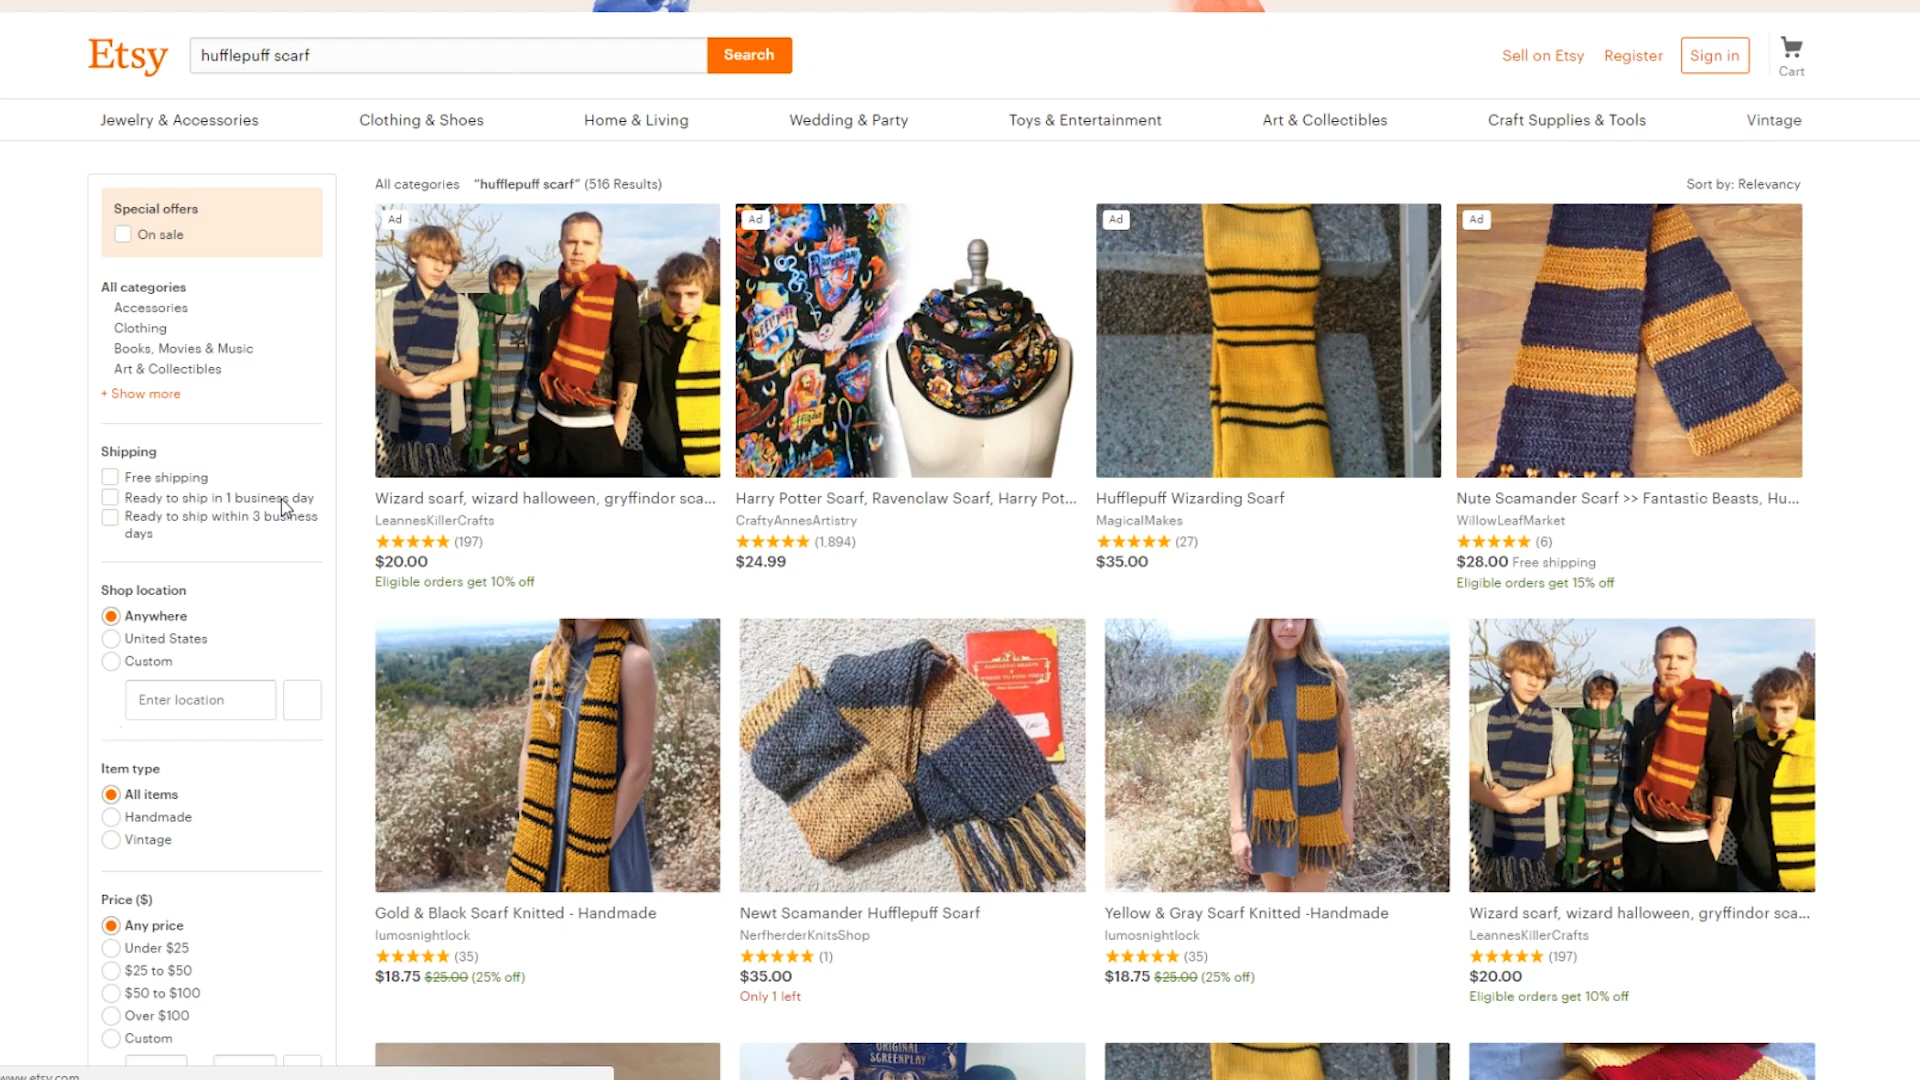 Etsy
hufflepuff scarf
Search
Sell on Etsy
Register
Sign in
Cart
Jewelry & Accessories
Clothing & Shoes
Home & Living
Wedding & Party
Toys & Entertainment
Art & Collectibles
Craft Supplies & Tools
Vintage
Special offers
On sale
All categories
Accessories
Clothing
Books, Movies & Music
Art & Collectibles
+ Show more
Shipping
Free shipping
Ready to ship in 1 business day
Ready to ship within 3 business
days
Shop location
Anywhere
United States
Custom
Enter location
Item type
All items
Handmade
Vintage
Price ($)
Any price
Under $25
$25 to $50
$50 to $100
Over $100
Custom
All categories "hufflepuff scarf" (516 Results)
Sort by: Relevancy
Ad
Wizard scarf, wizard halloween, gryffindor sca...
LeannesKillerCrafts
(197)
$20.00
Eligible orders get 10% off
Ad
Ravenclaw
Hufflepuff
Harry Potter Scarf, Ravenclaw Scarf, Harry Pot...
CraftyAnnesArtistry
(1,894)
$24.99
Ad
Hufflepuff Wizarding Scarf
MagicalMakes
(27)
$35.00
Ad
Nute Scamander Scarf >> Fantastic Beasts, Hu...
WillowLeafMarket
(6)
$28.00 Free shipping
Eligible orders get 15% off
Gold & Black Scarf Knitted - Handmade
lumosnightlock
(35)
$18.75 $25.00 (25% off)
FANTASTIC BEASTS
Newt Scamander Hufflepuff Scarf
NerfherderKnitsShop
(1)
$35.00
Only 1 left
Yellow & Gray Scarf Knitted -Handmade
lumosnightlock
(35)
$18.75 $25.00 (25% off)
Wizard scarf, wizard halloween, gryffindor sca...
LeannesKillerCrafts
(197)
$20.00
Eligible orders get 10% off
ORIGINAL
SCREENPLAY
www.etsy.com